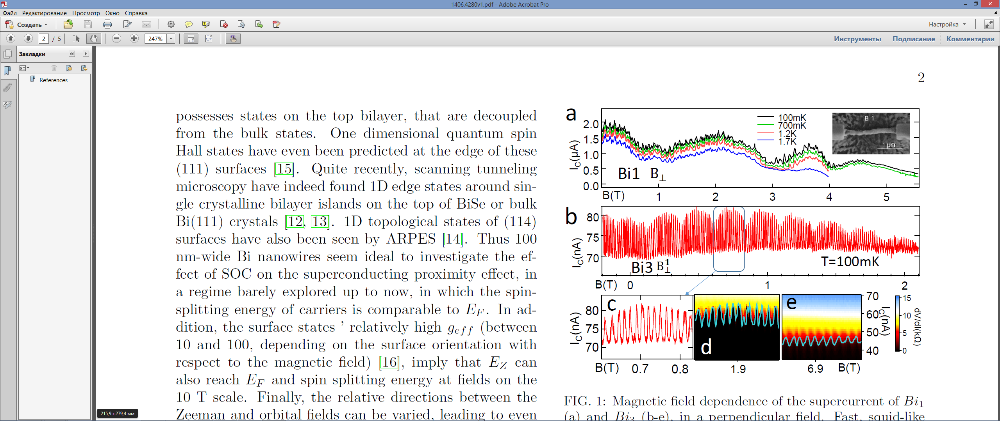 1406.4280v1.pdf - Adobe Acrobat Pro
Файл Редактирование Просмотр Окно Справка
Создать
Настройка
2 / 5
247%
Инструменты Подписание Комментарии
Закладки
References
2
possesses states on the top bilayer, that are decoupled
from the bulk states. One dimensional quantum spin
Hall states have even been predicted at the edge of these
(111) surfaces [15]. Quite recently, scanning tunneling
microscopy have indeed found 1D edge states around sin-
gle crystalline bilayer islands on the top of BiSe or bulk
Bi(111) crystals [12, 13]. 1D topological states of (114)
surfaces have also been seen by ARPES [14]. Thus 100
nm-wide Bi nanowires seem ideal to investigate the ef-
fect of SOC on the superconducting proximity effect, in
a regime barely explored up to now, in which the spin-
splitting energy of carriers is comparable to E_F. In ad-
dition, the surface states ’ relatively high g_eff (between
10 and 100, depending on the surface orientation with
respect to the magnetic field) [16], imply that E_Z can
also reach E_F and spin splitting energy at fields on the
10 T scale. Finally, the relative directions between the
Zeeman and orbital fields can be varied, leading to even
215,9 x 279,4 мм
a
I_C(µA)
2.0
1.5
1.0
0.5
0.0
100mK
700mK
1.2K
1.7K
Bi 1
1 µm
Bi1 B⊥
B(T) 1 2 3 4 5
b
I_C(nA)
80
75
70
Bi3 B⊥¹
T=100mK
B(T) 0 1 2
c
I_C(nA)
80
75
70
B(T) 0.7 0.8
d
1.9
e
70
60
50
40
I_C(nA)
6.9 B(T)
15
10
5
0
dV/dI(kΩ)
FIG. 1: Magnetic field dependence of the supercurrent of Bi₁
(a) and Bi₃ (b-e), in a perpendicular field. Fast, squid-like